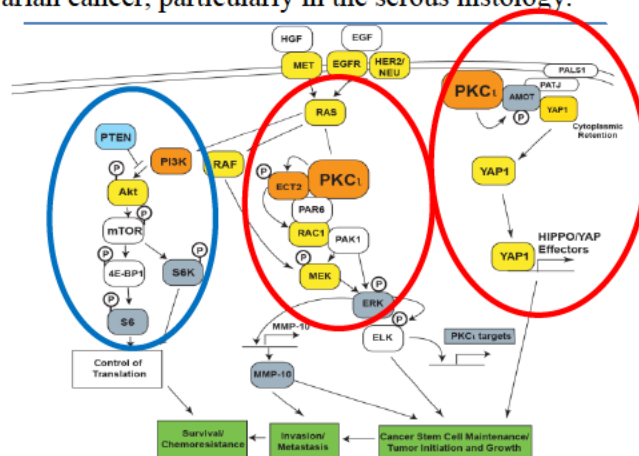 arian cancer, particularly in the serous histology.
HGF
EGF
MET
EGFR
HER2/
NEU
PALS1
PATJ
PKCι
AMOT
P
YAP1
Cytoplasmic
Retention
RAS
PTEN
PI3K
RAF
P
Akt
P
ECT2
PKCι
PAR6
RAC1
PAK1
YAP1
mTOR
P
4E-BP1
P
S6K
P
P
MEK
YAP1
HIPPO/YAP
Effectors
S6
P
ERK
P
P
ELK
MMP-10
PKCι targets
Control of
Translation
MMP-10
Survival/
Chemoresistance
Invasion/
Metastasis
Cancer Stem Cell Maintenance/
Tumor Initiation and Growth